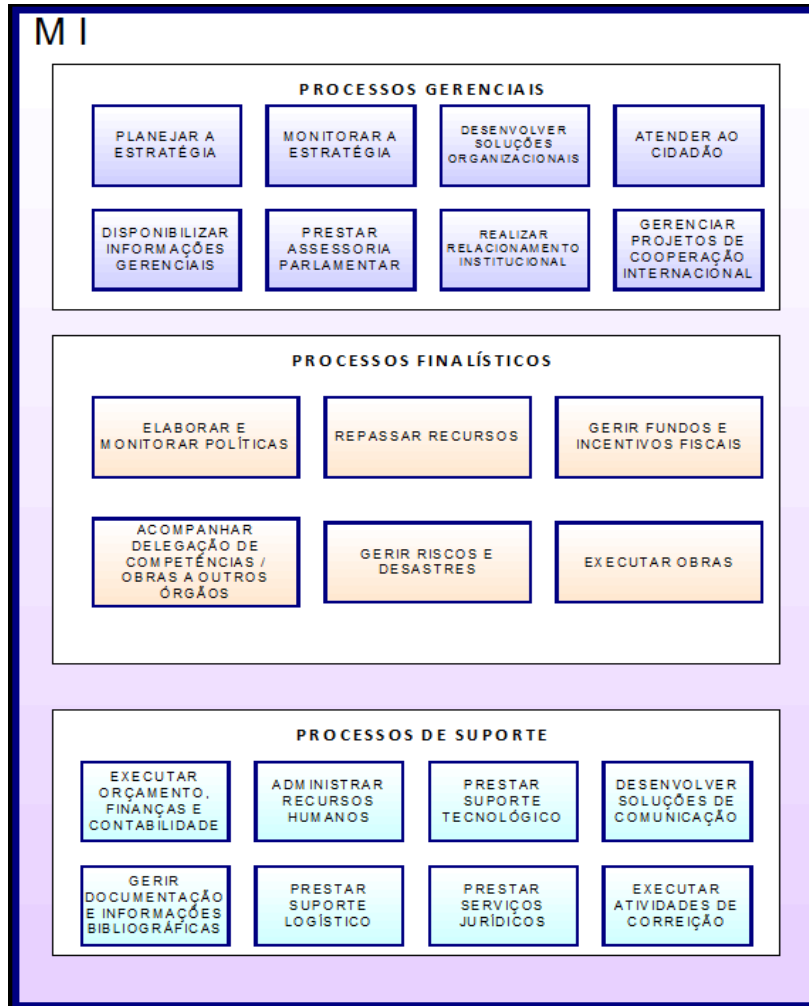 M I
PROCESSOS GERENCIAIS
PLANEJAR A
ESTRATÉGIA
MONITORAR A
ESTRATÉGIA
DESENVOLVER
SOLUÇÕES
ORGANIZACIONAIS
ATENDER AO
CIDADÃO
DISPONIBILIZAR
INFORMAÇÕES
GERENCIAIS
PRESTAR
ASSESSORIA
PARLAMENTAR
REALIZAR
RELACIONAMENTO
INSTITUCIONAL
GERENCIAR
PROJETOS DE
COOPERAÇÃO
INTERNACIONAL
PROCESSOS FINALÍSTICOS
ELABORAR E
MONITORAR POLÍTICAS
REPASSAR RECURSOS
GERIR FUNDOS E
INCENTIVOS FISCAIS
ACOMPANHAR
DELEGAÇÃO DE
COMPETÊNCIAS /
OBRAS A OUTROS
ÓRGÃOS
GERIR RISCOS E
DESASTRES
EXECUTAR OBRAS
PROCESSOS DE SUPORTE
EXECUTAR
ORÇAMENTO,
FINANÇAS E
CONTABILIDADE
ADMINISTRAR
RECURSOS
HUMANOS
PRESTAR
SUPORTE
TECNOLÓGICO
DESENVOLVER
SOLUÇÕES DE
COMUNICAÇÃO
GERIR
DOCUMENTAÇÃO
E INFORMAÇÕES
BIBLIOGRÁFICAS
PRESTAR
SUPORTE
LOGÍSTICO
PRESTAR
SERVIÇOS
JURÍDICOS
EXECUTAR
ATIVIDADES DE
CORREIÇÃO